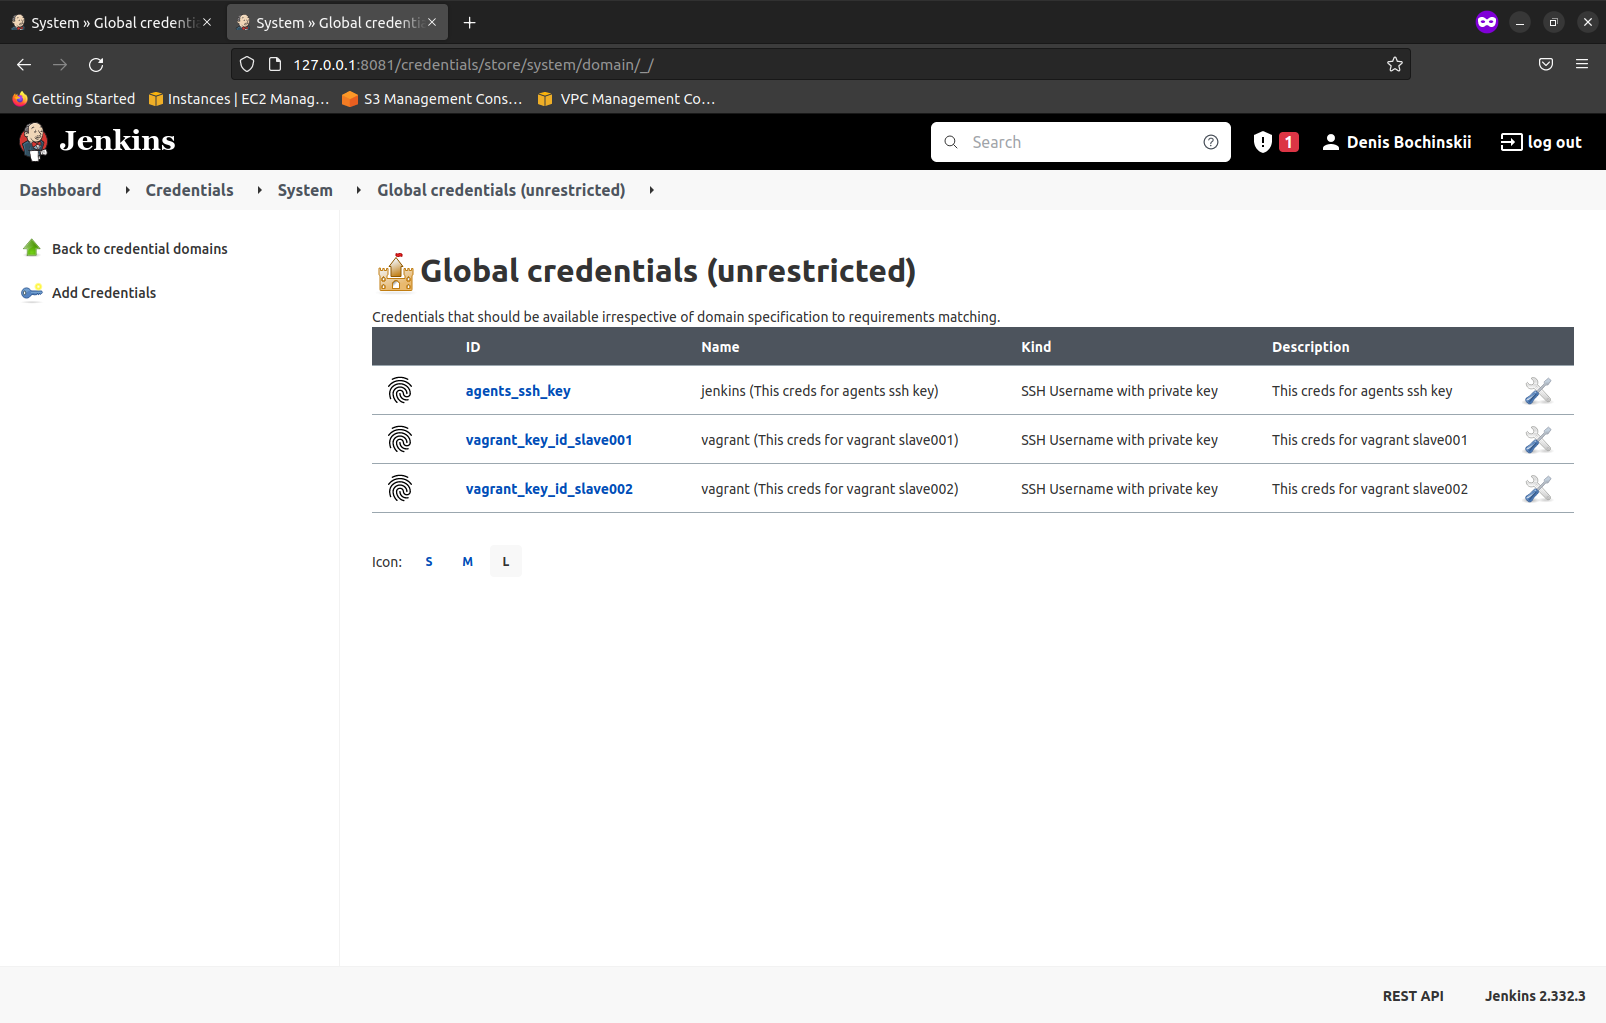 System » Global credentia
System » Global credentia
127.0.0.1:8081/credentials/store/system/domain/_/
Getting Started
Instances | EC2 Manag...
S3 Management Cons...
VPC Management Co...
Jenkins
Search
1
Denis Bochinskii
log out
Dashboard
Credentials
System
Global credentials (unrestricted)
Back to credential domains
Add Credentials
Global credentials (unrestricted)
Credentials that should be available irrespective of domain specification to requirements matching.
ID Name Kind Description
agents_ssh_key jenkins (This creds for agents ssh key) SSH Username with private key This creds for agents ssh key
vagrant_key_id_slave001 vagrant (This creds for vagrant slave001) SSH Username with private key This creds for vagrant slave001
vagrant_key_id_slave002 vagrant (This creds for vagrant slave002) SSH Username with private key This creds for vagrant slave002
Icon: S M L
REST API
Jenkins 2.332.3